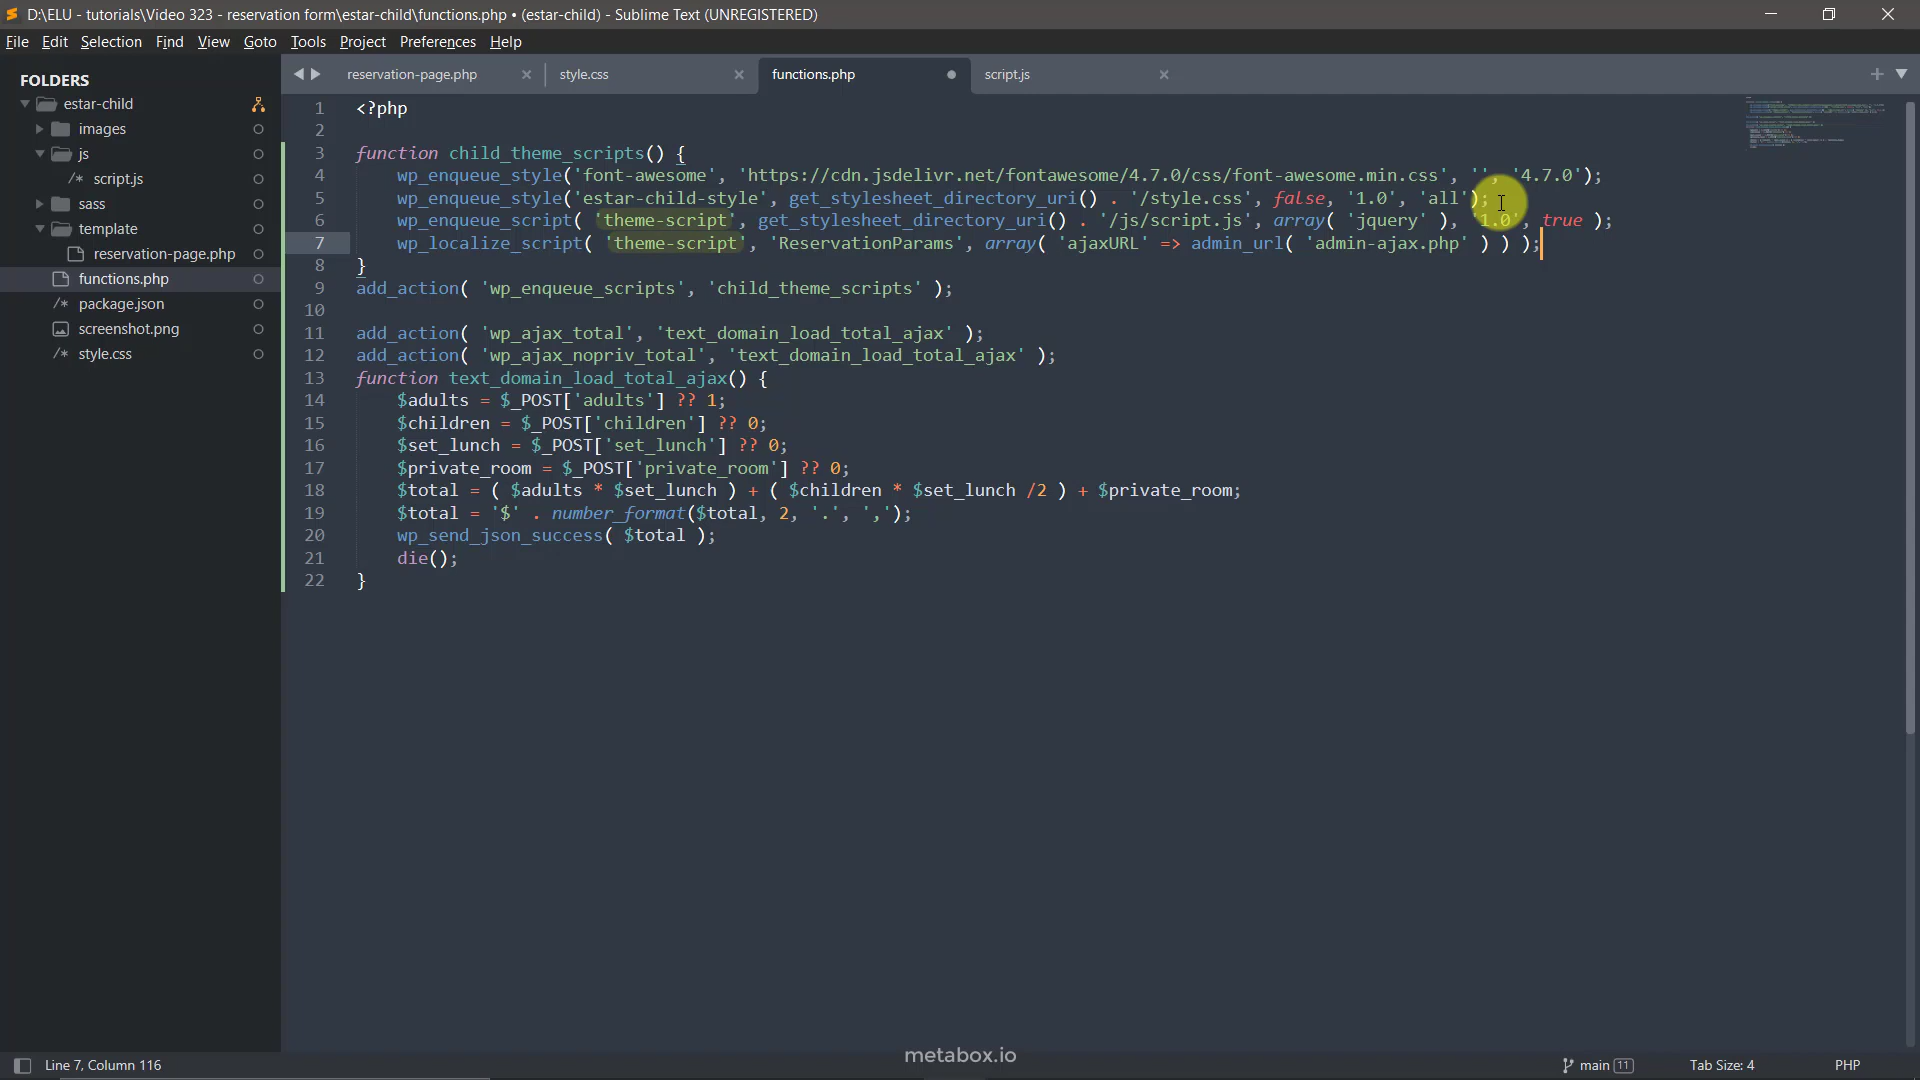 D:\ELU - tutorials\Video 323 - reservation form\estar-child\functions.php • (estar-child) - Sublime Text (UNREGISTERED)
File Edit Selection Find View Goto Tools Project Preferences Help
FOLDERS
estar-child
images
js
/* script.js
sass
template
reservation-page.php
functions.php
/* package.json
screenshot.png
/* style.css
reservation-page.php style.css functions.php script.js
1 <?php
2
3 function child_theme_scripts() {
4 wp_enqueue_style('font-awesome', 'https://cdn.jsdelivr.net/fontawesome/4.7.0/css/font-awesome.min.css', '', '4.7.0');
5 wp_enqueue_style('estar-child-style', get_stylesheet_directory_uri() . '/style.css', false, '1.0', 'all');
6 wp_enqueue_script( 'theme-script', get_stylesheet_directory_uri() . '/js/script.js', array( 'jquery' ), '1.0', true );
7 wp_localize_script( 'theme-script', 'ReservationParams', array( 'ajaxURL' => admin_url( 'admin-ajax.php' ) ) );
8 }
9 add_action( 'wp_enqueue_scripts', 'child_theme_scripts' );
10
11 add_action( 'wp_ajax_total', 'text_domain_load_total_ajax' );
12 add_action( 'wp_ajax_nopriv_total', 'text_domain_load_total_ajax' );
13 function text_domain_load_total_ajax() {
14 $adults = $_POST['adults'] ?? 1;
15 $children = $_POST['children'] ?? 0;
16 $set_lunch = $_POST['set_lunch'] ?? 0;
17 $private_room = $_POST['private_room'] ?? 0;
18 $total = ( $adults * $set_lunch ) + ( $children * $set_lunch /2 ) + $private_room;
19 $total = '$' . number_format($total, 2, '.', ',');
20 wp_send_json_success( $total );
21 die();
22 }
metabox.io
Line 7, Column 116 main 11 Tab Size: 4 PHP